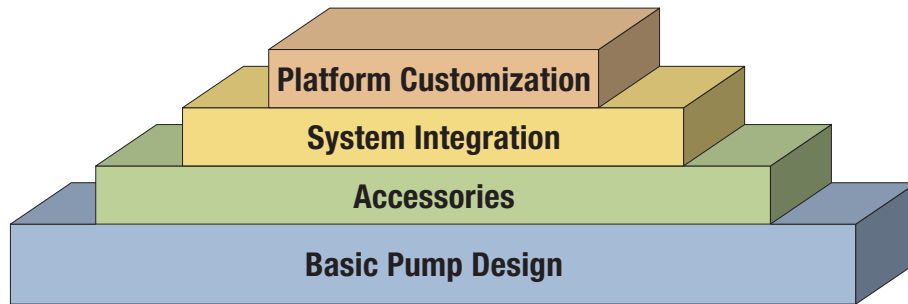 Platform Customization
System Integration
Accessories
Basic Pump Design